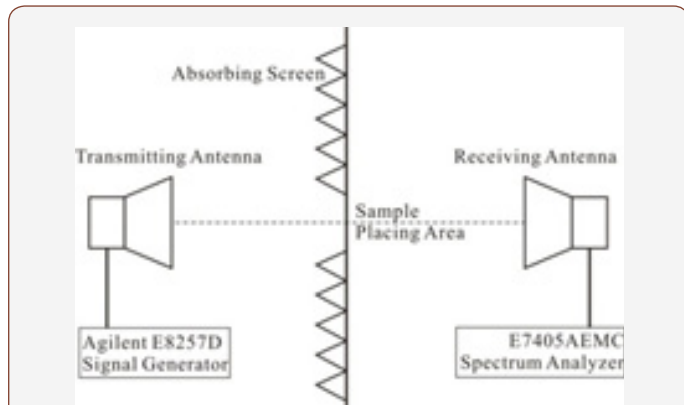 Absorbing Screen
Transmitting Antenna
Receiving Antenna
Sample
Placing Area
Agilent E8257D
Signal Generator
E7405AEMC
Spectrum Analyzer